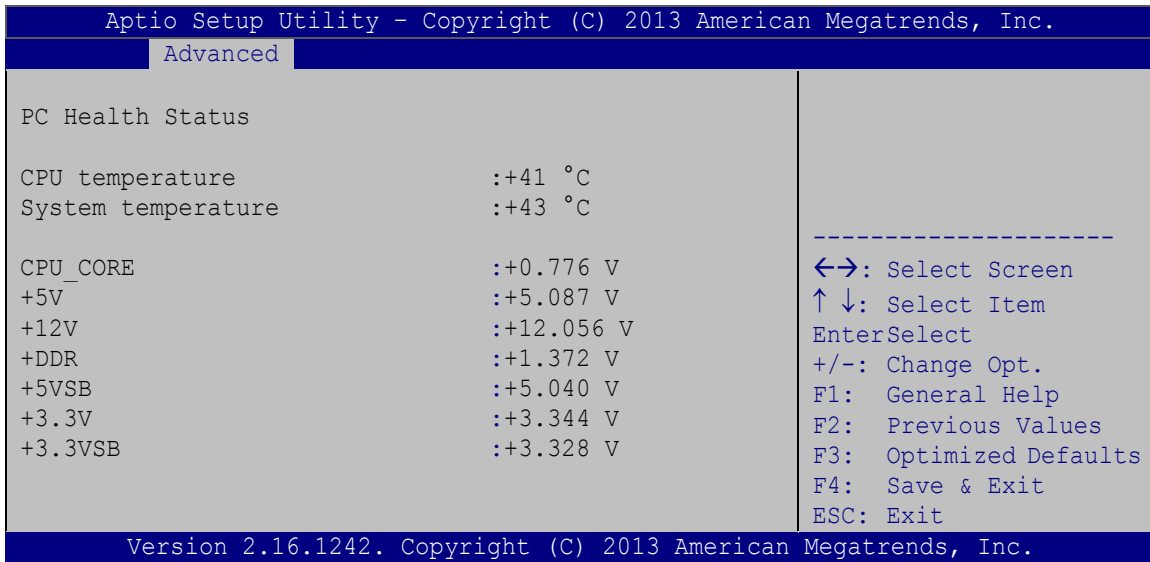 Aptio Setup Utility – Copyright (C) 2013 American Megatrends, Inc.
Advanced
PC Health Status
CPU temperature :+41 °C
System temperature :+43 °C
CPU_CORE :+0.776 V
+5V :+5.087 V
+12V :+12.056 V
+DDR :+1.372 V
+5VSB :+5.040 V
+3.3V :+3.344 V
+3.3VSB :+3.328 V
---------------------
←→: Select Screen
↑ ↓: Select Item
EnterSelect
+/-: Change Opt.
F1: General Help
F2: Previous Values
F3: Optimized Defaults
F4: Save & Exit
ESC: Exit
Version 2.16.1242. Copyright (C) 2013 American Megatrends, Inc.